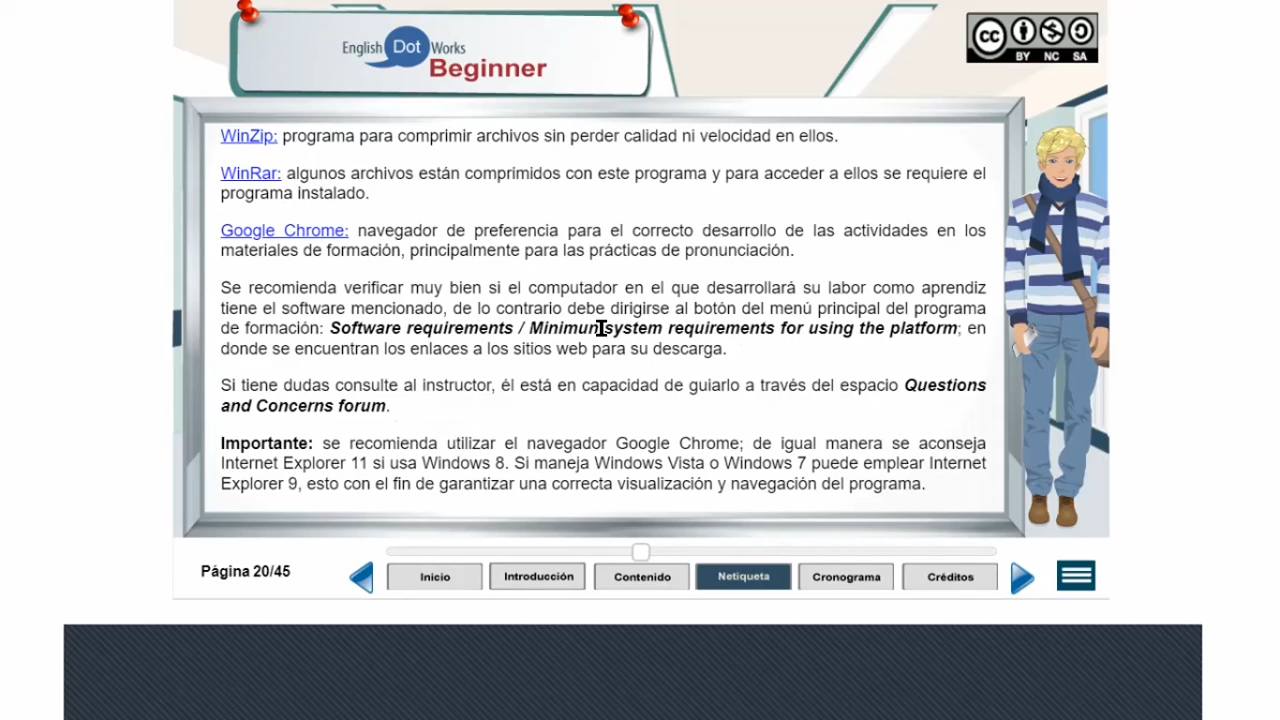 English Dot Works
Beginner
BY NC SA
WinZip: programa para comprimir archivos sin perder calidad ni velocidad en ellos.
WinRar: algunos archivos están comprimidos con este programa y para acceder a ellos se requiere el
programa instalado.
Google Chrome: navegador de preferencia para el correcto desarrollo de las actividades en los
materiales de formación, principalmente para las prácticas de pronunciación.
Se recomienda verificar muy bien si el computador en el que desarrollará su labor como aprendiz
tiene el software mencionado, de lo contrario debe dirigirse al botón del menú principal del programa
de formación: Software requirements / Minimun system requirements for using the platform; en
donde se encuentran los enlaces a los sitios web para su descarga.
Si tiene dudas consulte al instructor, él está en capacidad de guiarlo a través del espacio Questions
and Concerns forum.
Importante: se recomienda utilizar el navegador Google Chrome; de igual manera se aconseja
Internet Explorer 11 si usa Windows 8. Si maneja Windows Vista o Windows 7 puede emplear Internet
Explorer 9, esto con el fin de garantizar una correcta visualización y navegación del programa.
Página 20/45
Inicio Introducción Contenido Netiqueta Cronograma Créditos